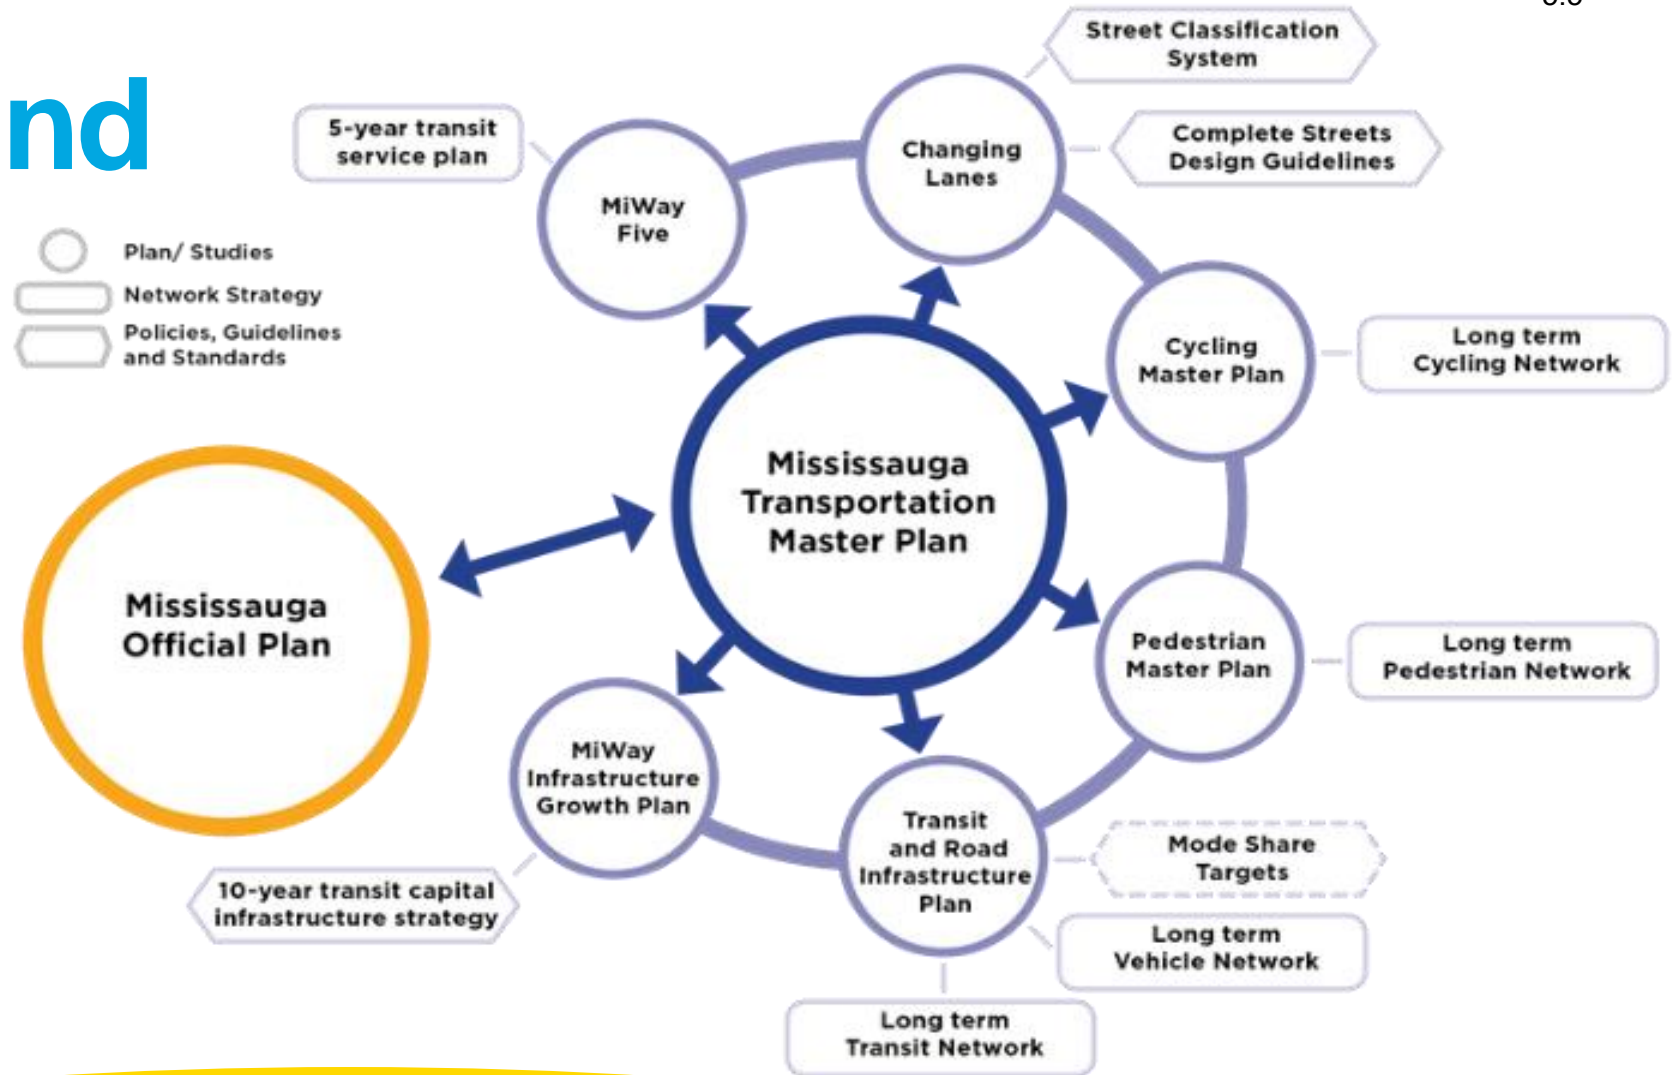 nd
Plan/ Studies
Network Strategy
Policies, Guidelines
and Standards
5-year transit
service plan
MiWay
Five
Changing
Lanes
Street Classification
System
Complete Streets
Design Guidelines
Cycling
Master Plan
Long term
Cycling Network
Mississauga
Transportation
Master Plan
Mississauga
Official Plan
Pedestrian
Master Plan
Long term
Pedestrian Network
MiWay
Infrastructure
Growth Plan
10-year transit capital
infrastructure strategy
Transit
and Road
Infrastructure
Plan
Mode Share
Targets
Long term
Vehicle Network
Long term
Transit Network